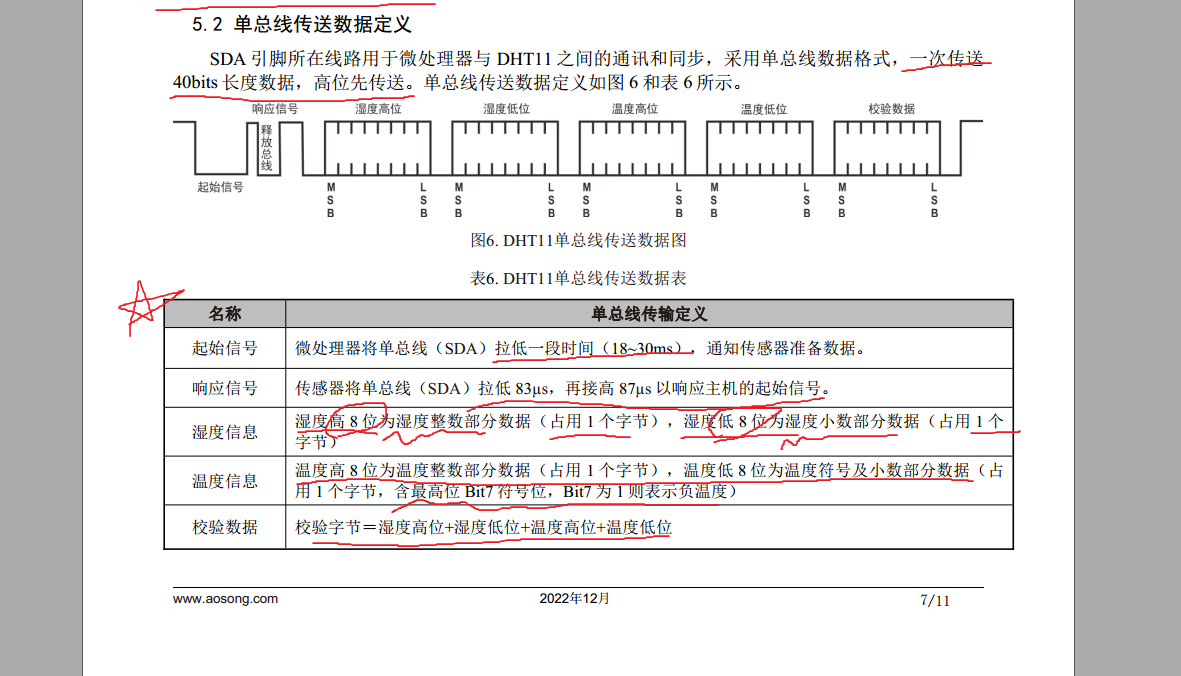 5.2 单总线传送数据定义
SDA 引脚所在线路用于微处理器与 DHT11 之间的通讯和同步，采用单总线数据格式，一次传送
40bits 长度数据，高位先传送。单总线传送数据定义如图 6 和表 6 所示。
响应信号 湿度高位 湿度低位 温度高位 温度低位 校验数据
释放总线
起始信号
MSB LSB MSB LSB MSB LSB MSB LSB MSB LSB
图6. DHT11单总线传送数据图
表6. DHT11单总线传送数据表
名称 单总线传输定义
起始信号 微处理器将单总线（SDA）拉低一段时间（18~30ms），通知传感器准备数据。
响应信号 传感器将单总线（SDA）拉低 83µs，再接高 87µs 以响应主机的起始信号。
湿度信息 湿度高 8 位为湿度整数部分数据（占用 1 个字节），湿度低 8 位为湿度小数部分数据（占用 1 个
字节）
温度信息 温度高 8 位为温度整数部分数据（占用 1 个字节），温度低 8 位为温度符号及小数部分数据（占
用 1 个字节，含最高位 Bit7 符号位，Bit7 为 1 则表示负温度）
校验数据 校验字节＝湿度高位+湿度低位+温度高位+温度低位
www.aosong.com 2022年12月 7/11